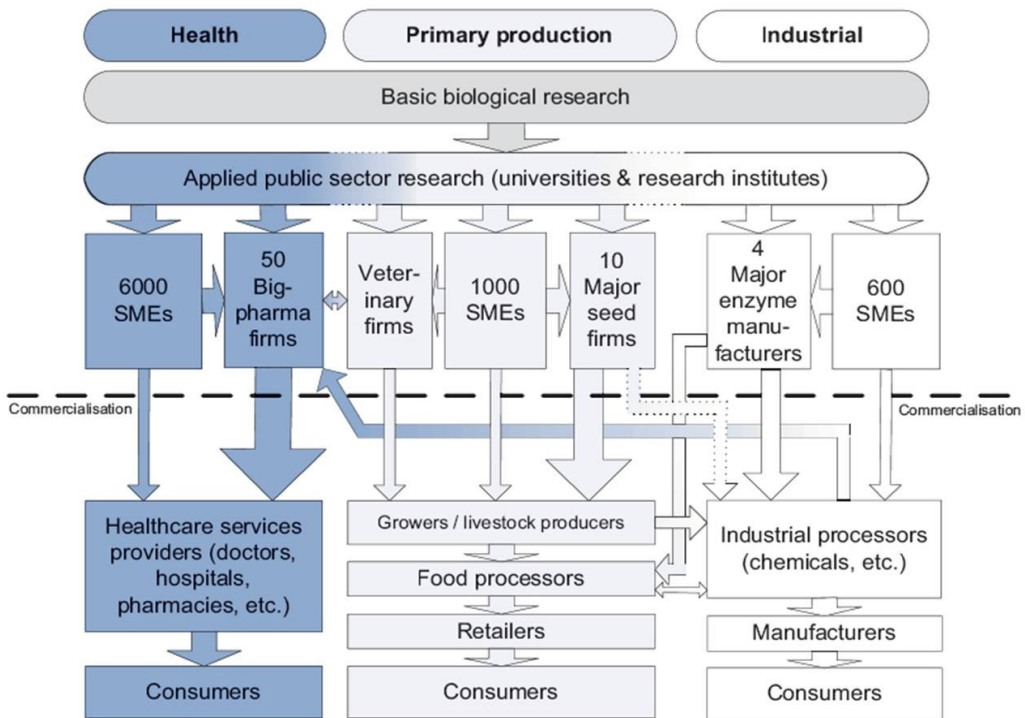 Health
Primary production
Industrial
Basic biological research
Applied public sector research (universities & research institutes)
6000
SMEs
50
Big-
pharma
firms
Veter-
inary
firms
1000
SMEs
10
Major
seed
firms
4
Major
enzyme
manu-
facturers
600
SMEs
Commercialisation
Commercialisation
Healthcare services
providers (doctors,
hospitals,
pharmacies, etc.)
Growers / livestock producers
Food processors
Retailers
Industrial processors
(chemicals, etc.)
Manufacturers
Consumers
Consumers
Consumers